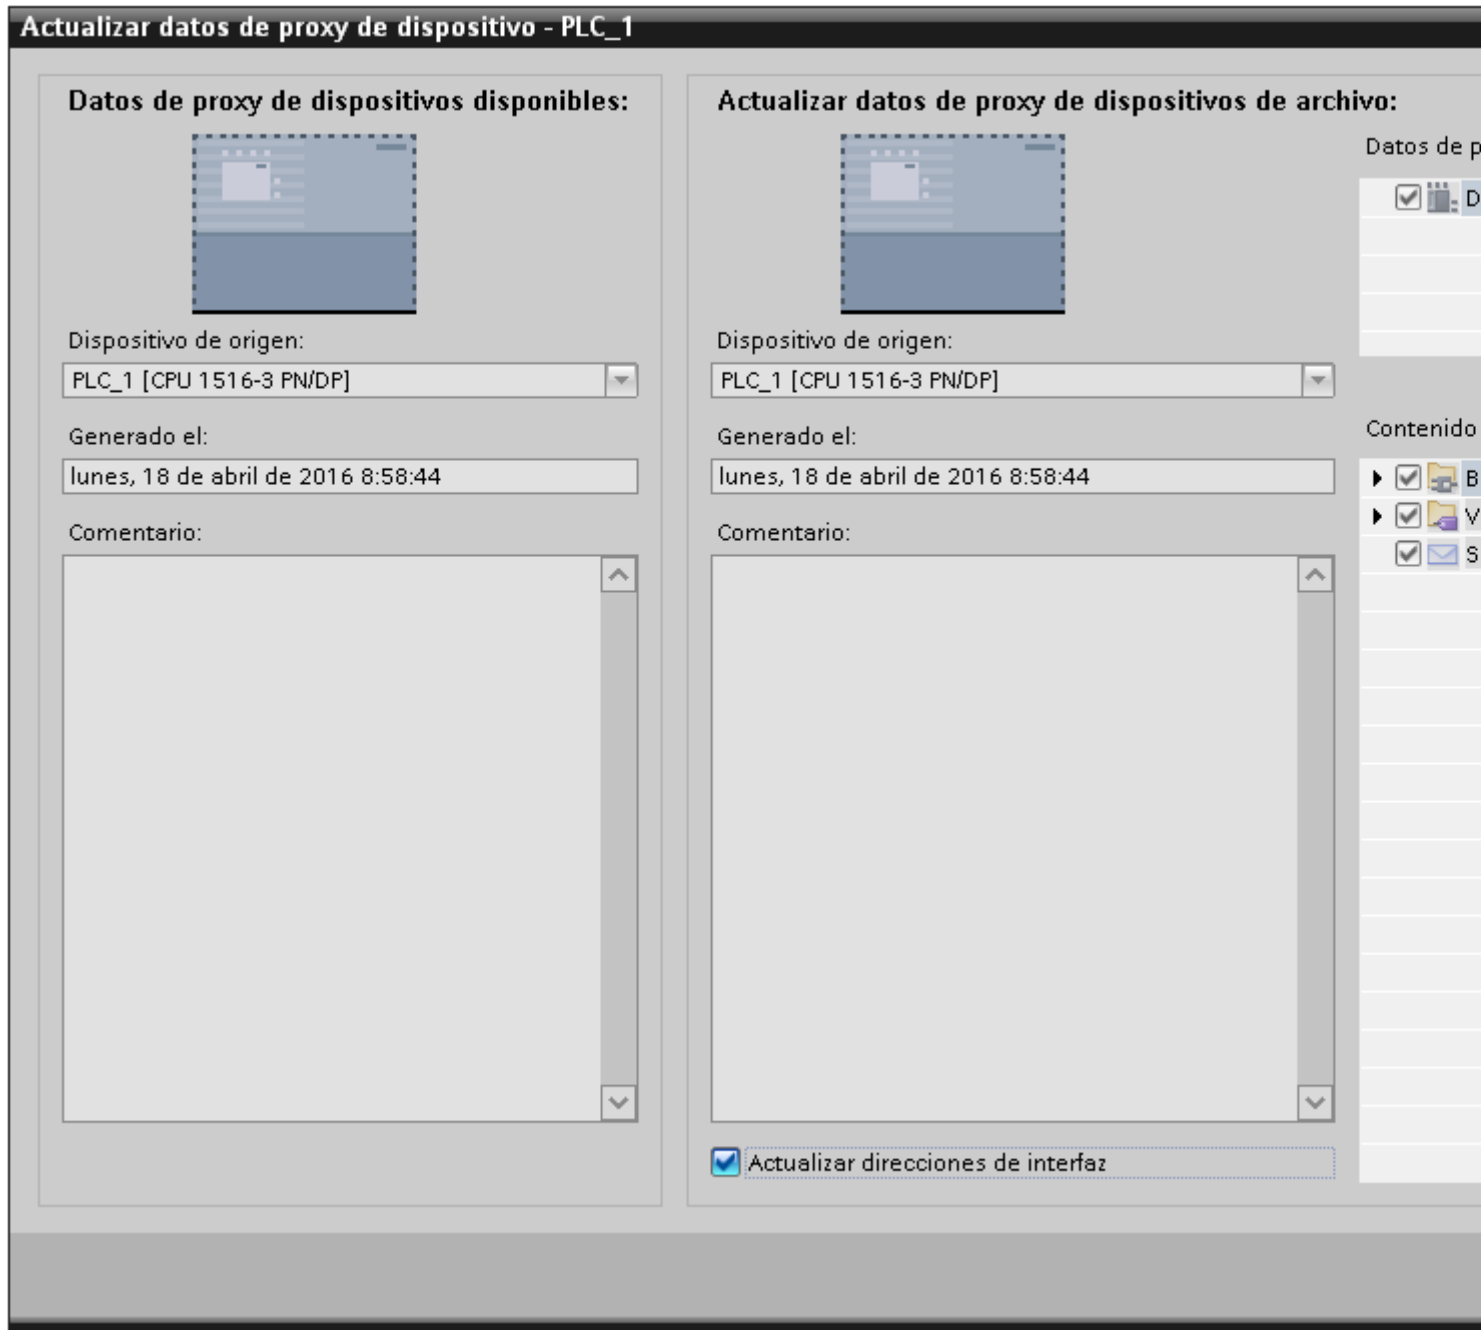 Actualizar datos de proxy de dispositivo - PLC_1
Datos de proxy de dispositivos disponibles:
Dispositivo de origen:
PLC_1 [CPU 1516-3 PN/DP]
Generado el:
lunes, 18 de abril de 2016 8:58:44
Comentario:
Actualizar datos de proxy de dispositivos de archivo:
Dispositivo de origen:
PLC_1 [CPU 1516-3 PN/DP]
Generado el:
lunes, 18 de abril de 2016 8:58:44
Comentario:
Actualizar direcciones de interfaz
Datos de p
D
Contenido
B
V
S